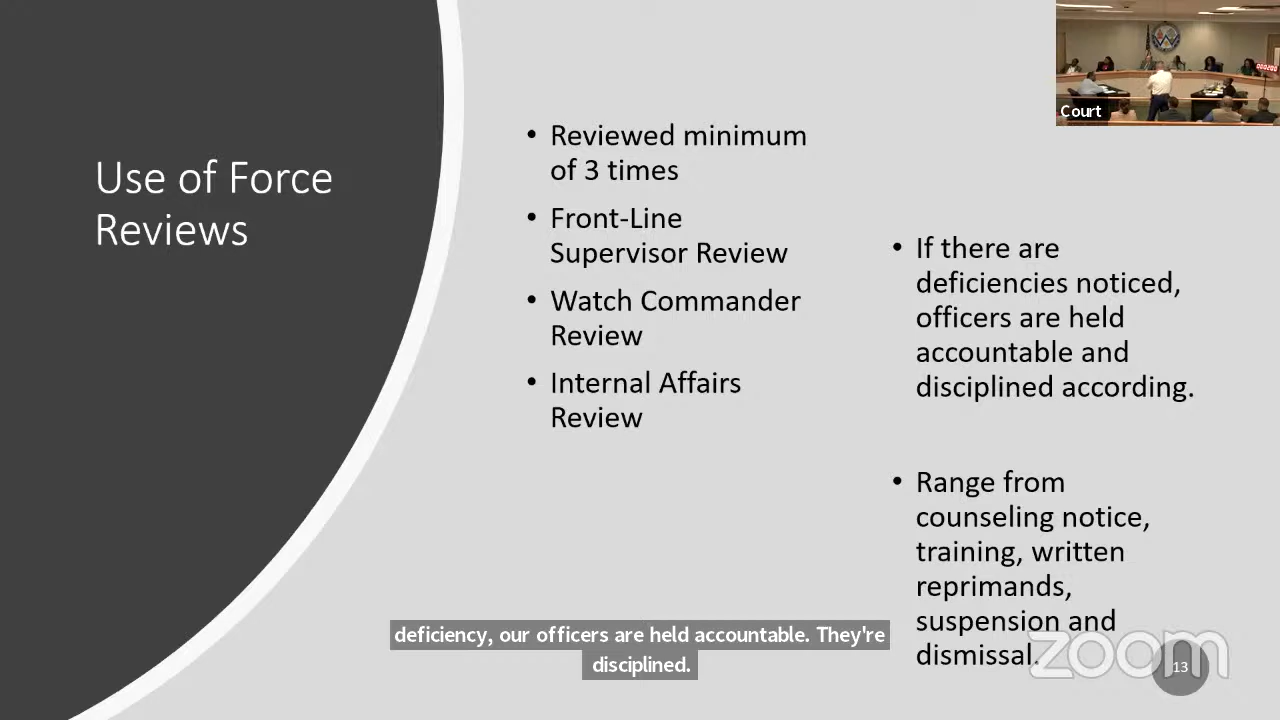 Use of Force
Reviews
• Reviewed minimum
of 3 times
• Front-Line
Supervisor Review
• Watch Commander
Review
• Internal Affairs
Review
• If there are
deficiencies noticed,
officers are held
accountable and
disciplined according.
• Range from
counseling notice,
training, written
reprimands,
suspension and
dismissal.
Court
deficiency, our officers are held accountable. They're
disciplined.
zoom
13